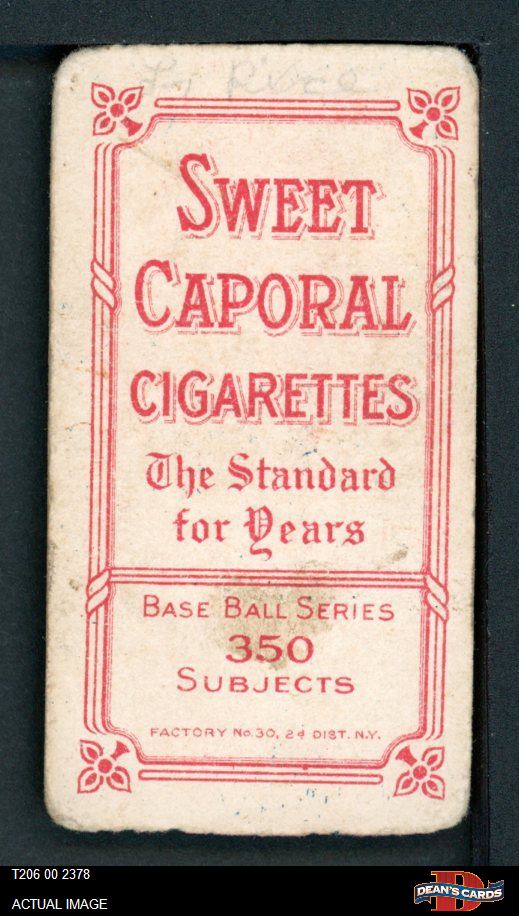 SWEET
CAPORAL
CIGARETTES
The Standard
for Years
BASE BALL SERIES
350
SUBJECTS
FACTORY No. 30, 2d DIST. N.Y.
T206 00 2378
ACTUAL IMAGE
DEAN'S CARDS